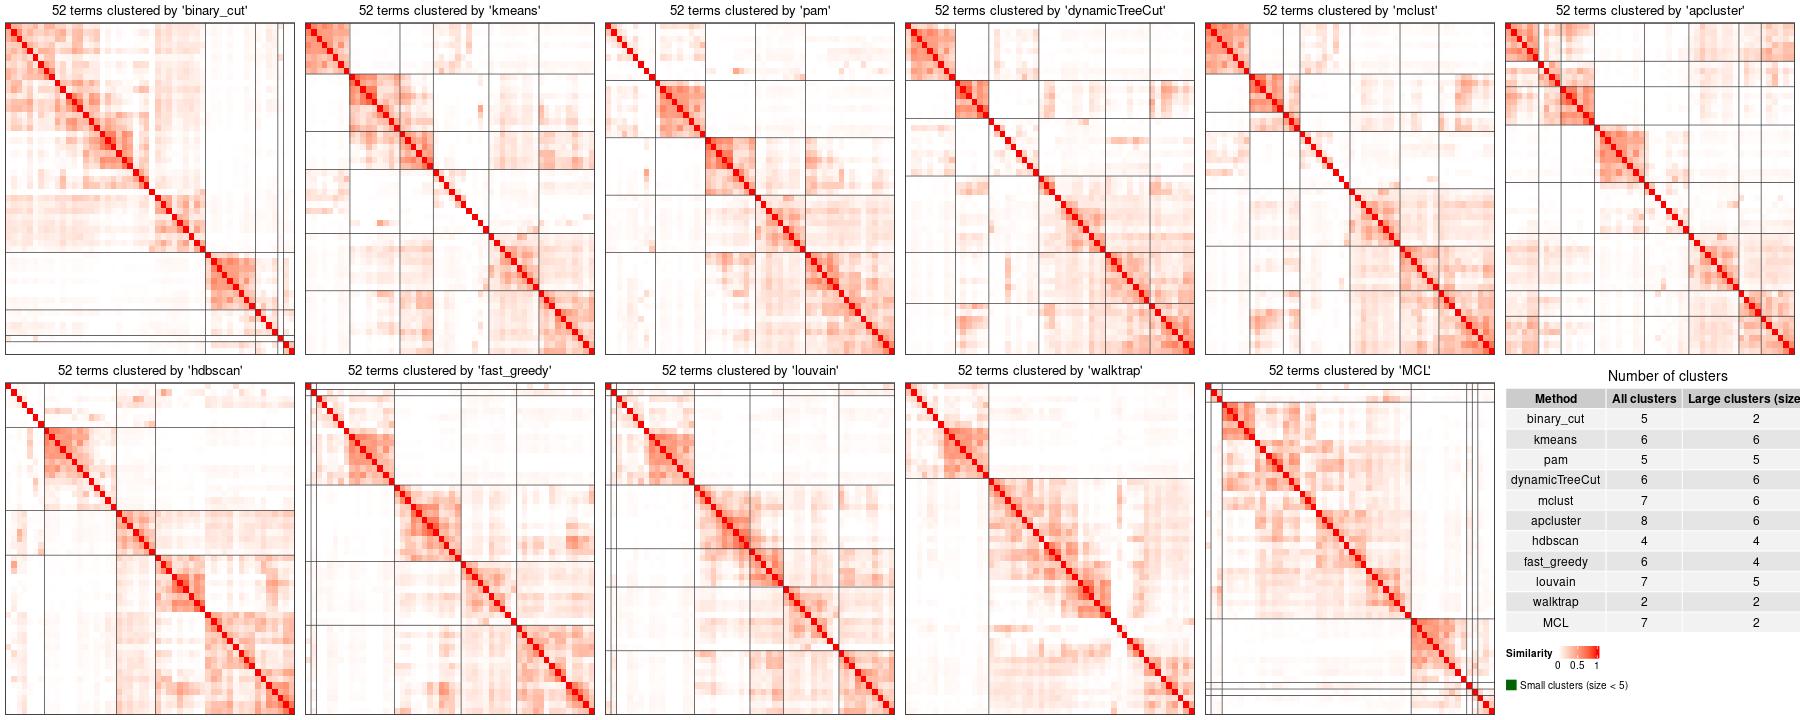 52 terms clustered by 'binary_cut'
52 terms clustered by 'kmeans'
52 terms clustered by 'pam'
52 terms clustered by 'dynamicTreeCut'
52 terms clustered by 'mclust'
52 terms clustered by 'apcluster'
52 terms clustered by 'hdbscan'
52 terms clustered by 'fast_greedy'
52 terms clustered by 'louvain'
52 terms clustered by 'walktrap'
52 terms clustered by 'MCL'
Number of clusters
Method All clusters Large clusters (size
binary_cut 5 2
kmeans 6 6
pam 5 5
dynamicTreeCut 6 6
mclust 7 6
apcluster 8 6
hdbscan 4 4
fast_greedy 6 4
louvain 7 5
walktrap 2 2
MCL 7 2
Similarity
0 0.5 1
Small clusters (size < 5)